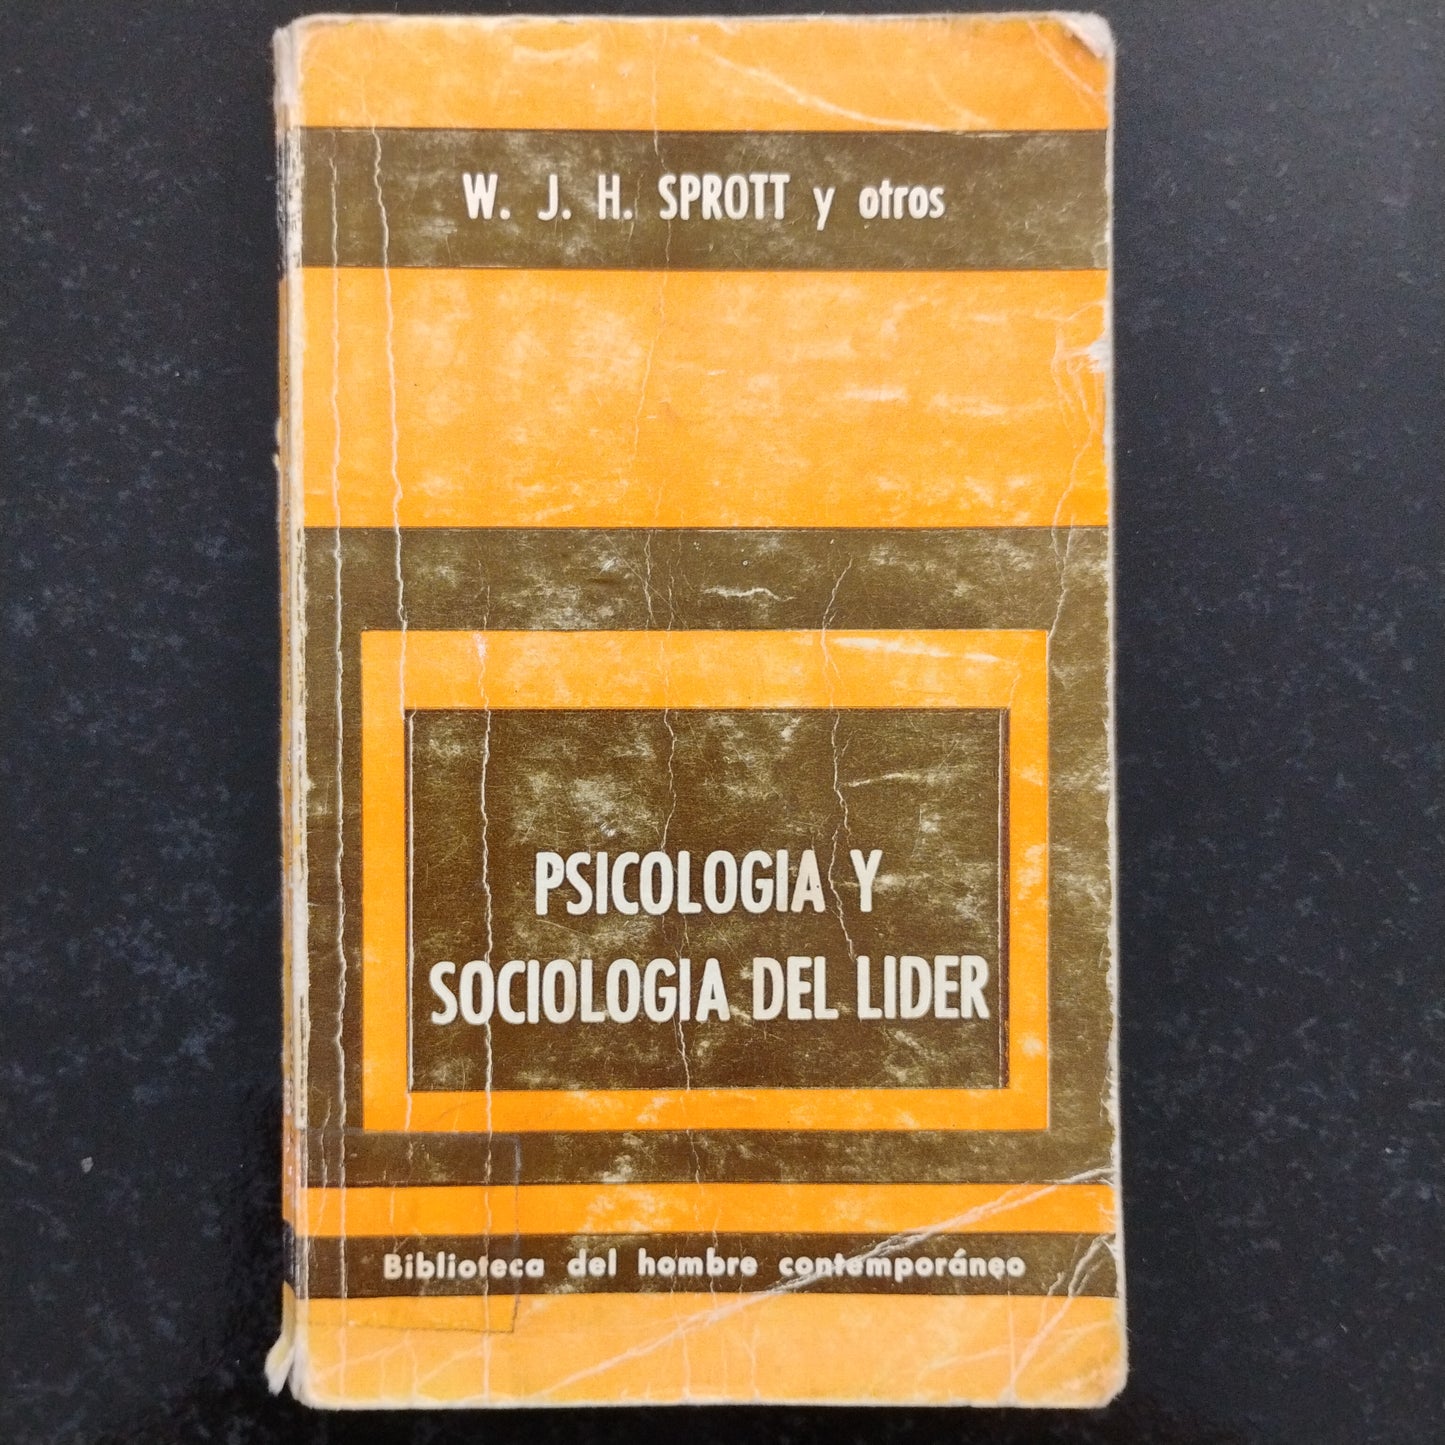 W. J. H. SPROTT y otros
PSICOLOGIA Y
SOCIOLOGIA DEL LIDER
Biblioteca del hombre contemporáneo